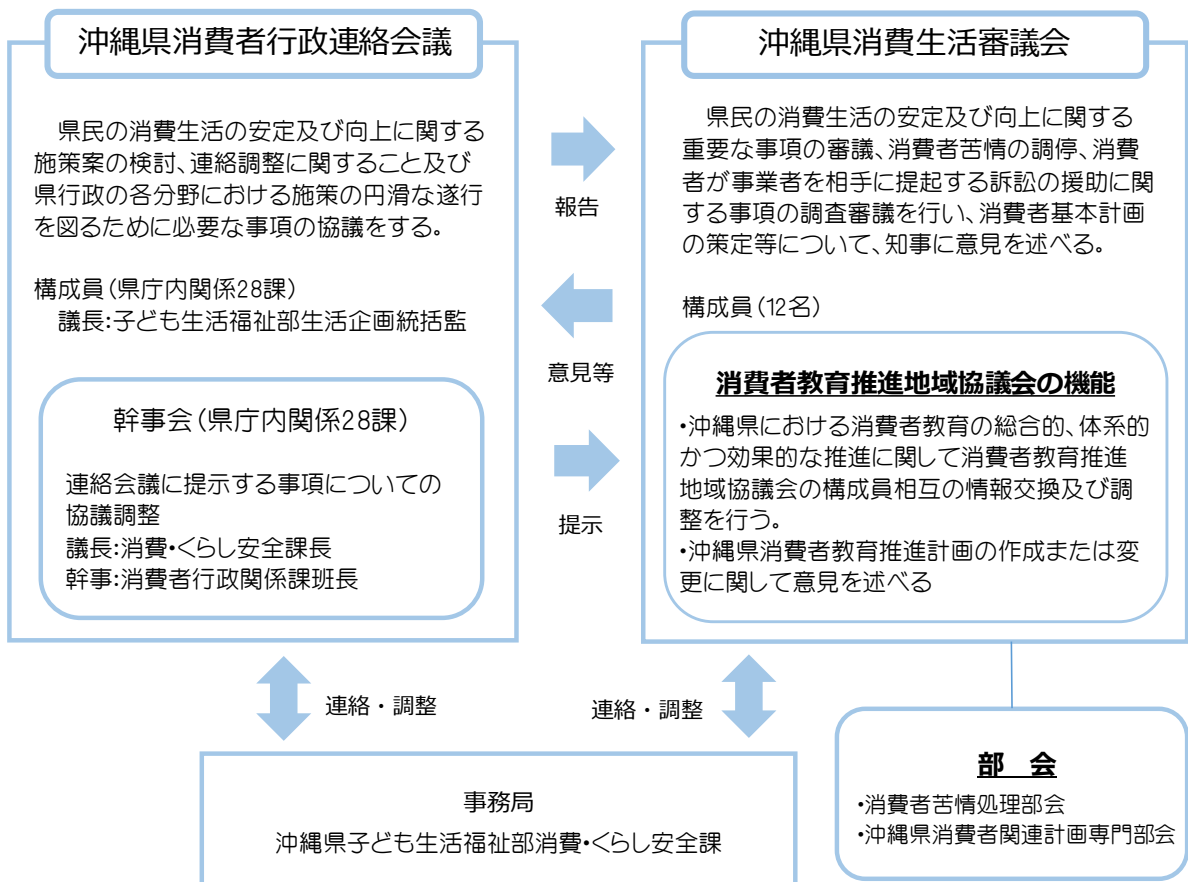 沖縄県消費者行政連絡会議
県民の消費生活の安定及び向上に関する
施策案の検討、連絡調整に関すること及び
県行政の各分野における施策の円滑な遂行
を図るために必要な事項の協議をする。
構成員(県庁内関係28課)
議長:子ども生活福祉部生活企画統括監
幹事会(県庁内関係28課)
連絡会議に提示する事項についての
協議調整
議長:消費・くらし安全課長
幹事:消費者行政関係課班長
報告
意見等
提示
沖縄県消費生活審議会
県民の消費生活の安定及び向上に関する
重要な事項の審議、消費者苦情の調停、消費
者が事業者を相手に提起する訴訟の援助に関
する事項の調査審議を行い、消費者基本計画
の策定等について、知事に意見を述べる。
構成員(12名)
消費者教育推進地域協議会の機能
・沖縄県における消費者教育の総合的、体系的
かつ効果的な推進に関して消費者教育推進
地域協議会の構成員相互の情報交換及び調
整を行う。
・沖縄県消費者教育推進計画の作成または変
更に関して意見を述べる
連絡・調整
連絡・調整
事務局
沖縄県子ども生活福祉部消費・くらし安全課
部　会
・消費者苦情処理部会
・沖縄県消費者関連計画専門部会